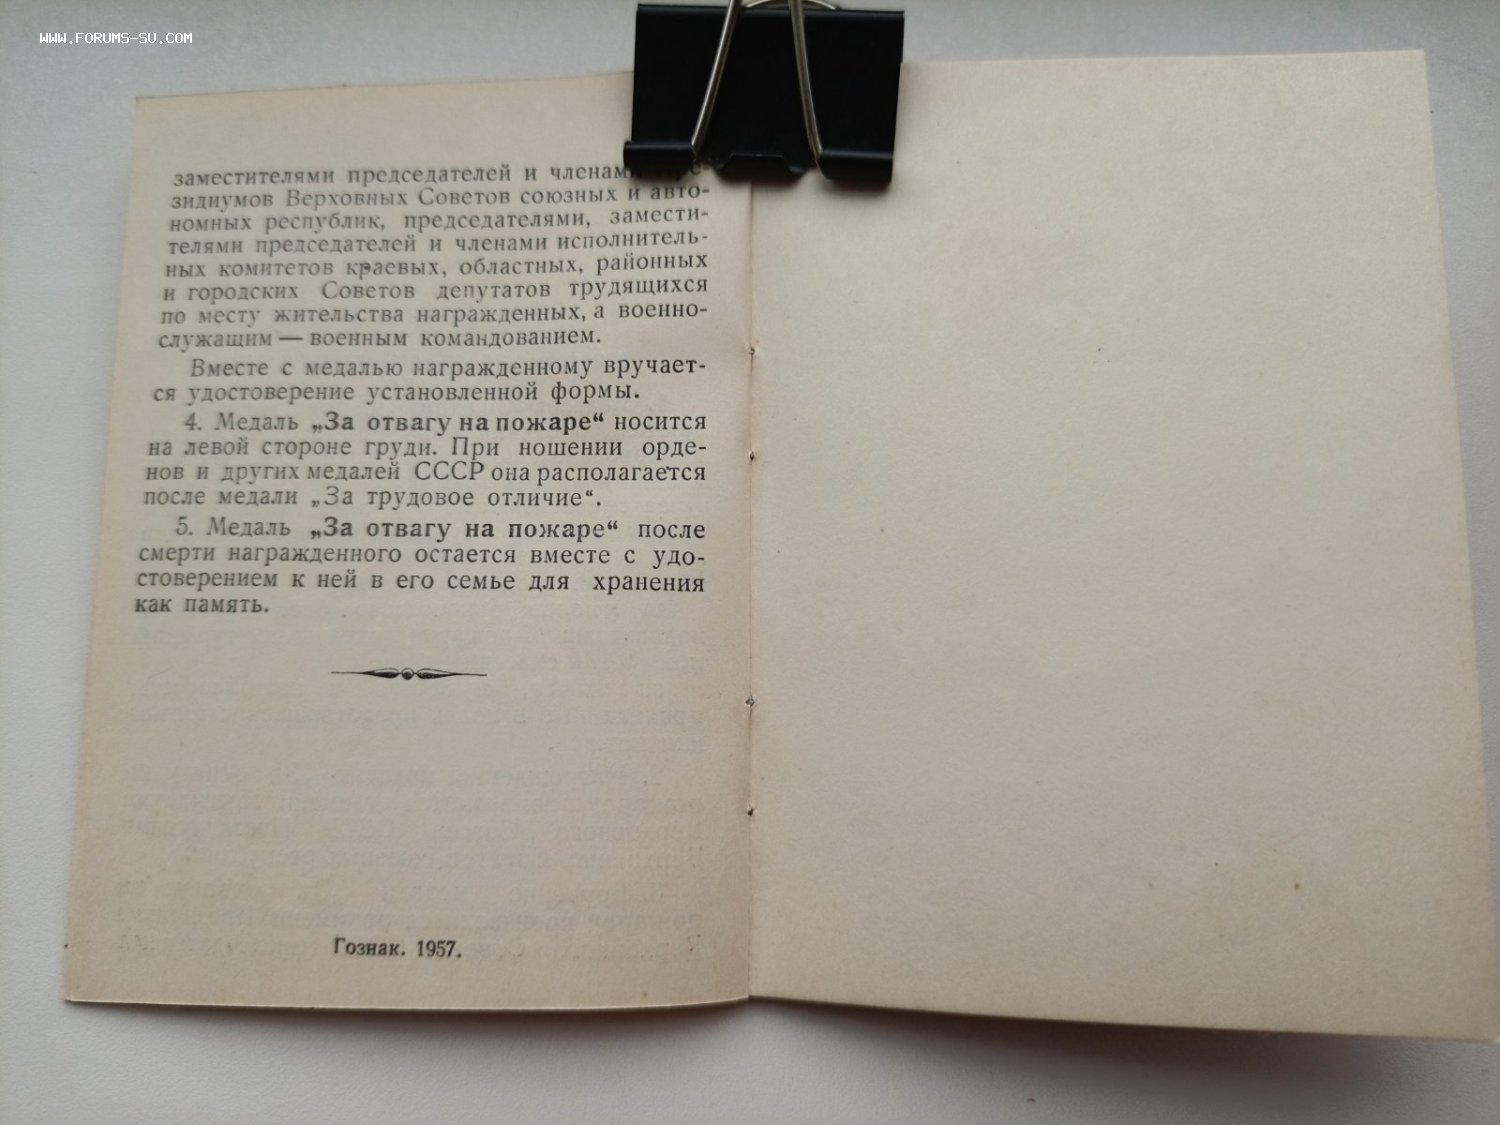 WWW.FORUMS-SU.COM
заместителями председателей и членами Пре-
зидиумов Верховных Советов союзных и авто-
номных республик, председателями, замести-
телями председателей и членами исполнитель-
ных комитетов краевых, областных, районных
и городских Советов депутатов трудящихся
по месту жительства награжденных, а военно-
служащим — военным командованием.
Вместе с медалью награжденному вручает-
ся удостоверение установленной формы.
4. Медаль „За отвагу на пожаре“ носится
на левой стороне груди. При ношении орде-
нов и других медалей СССР она располагается
после медали „За трудовое отличие“.
5. Медаль „За отвагу на пожаре“ после
смерти награжденного остается вместе с удо-
стоверением к ней в его семье для хранения
как память.
Гознак. 1957.